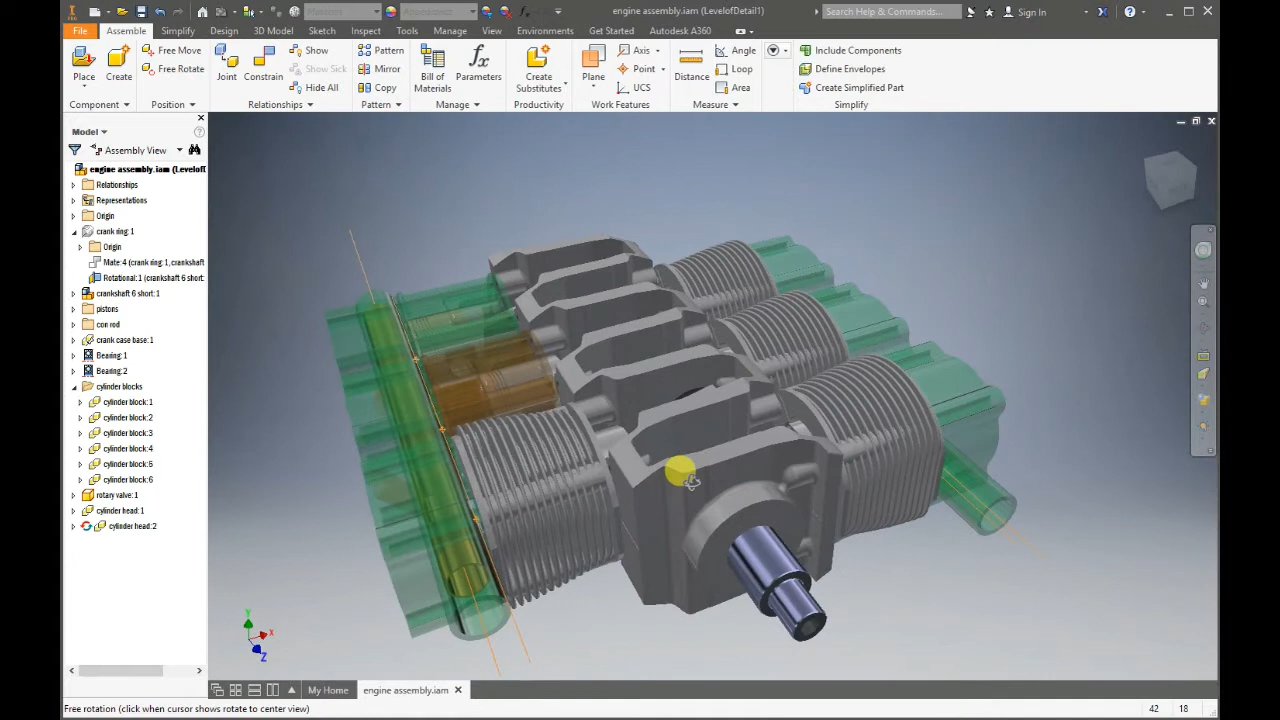 Measure
Appearance
engine assembly.iam (LevelofDetail1)
Search Help & Commands...
Sign In
PRO
File
Assemble
Simplify
Design
3D Model
Sketch
Inspect
Tools
Manage
View
Environments
Get Started
Autodesk A360
Place
Create
Free Move
Free Rotate
Joint
Constrain
Show
Show Sick
Hide All
Pattern
Mirror
Copy
Bill of
Materials
fx
Parameters
Create
Substitutes
Plane
Axis
Point
UCS
Distance
Angle
Loop
Area
Include Components
Define Envelopes
Create Simplified Part
Component
Position
Relationships
Pattern
Manage
Productivity
Work Features
Measure
Simplify
Model
Assembly View
engine assembly.iam (Levelof
Relationships
Representations
Origin
crank ring:1
Origin
Mate:4 (crank ring:1,crankshaft
Rotational:1 (crankshaft 6 short:
crankshaft 6 short:1
pistons
con rod
crank case base:1
Bearing:1
Bearing:2
cylinder blocks
cylinder block:1
cylinder block:2
cylinder block:3
cylinder block:4
cylinder block:5
cylinder block:6
rotary valve:1
cylinder head:1
cylinder head:2
Y
X
Z
My Home
engine assembly.iam
Free rotation (click when cursor shows rotate to center view)
42
18